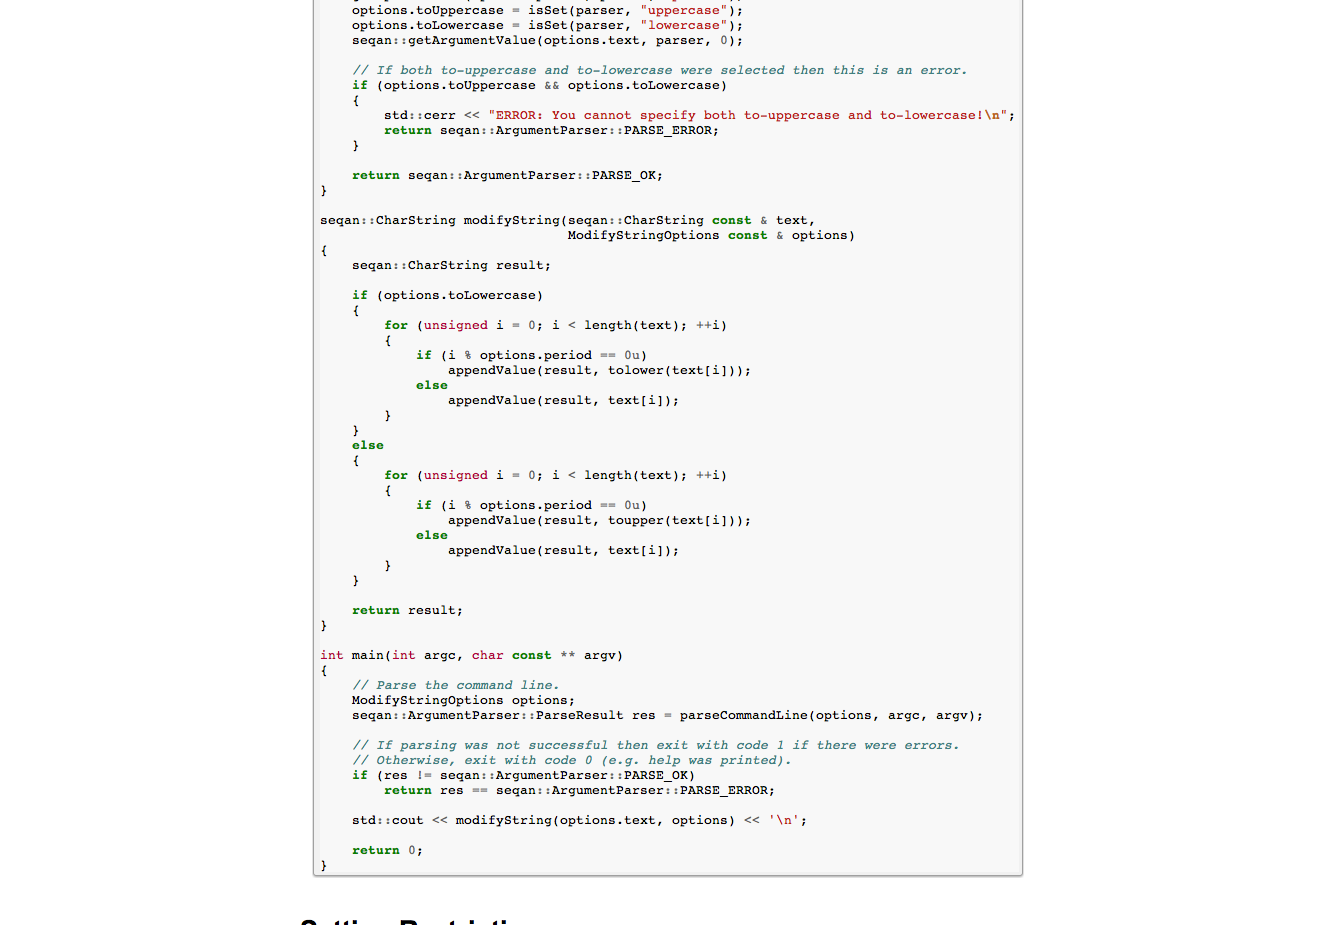 options.toUppercase = isSet(parser, "uppercase");
options.toLowercase = isSet(parser, "lowercase");
seqan::getArgumentValue(options.text, parser, 0);
// If both to-uppercase and to-lowercase were selected then this is an error.
if (options.toUppercase && options.toLowercase)
{
std::cerr << "ERROR: You cannot specify both to-uppercase and to-lowercase!\n";
return seqan::ArgumentParser::PARSE_ERROR;
}
return seqan::ArgumentParser::PARSE_OK;
}
seqan::CharString modifyString(seqan::CharString const & text,
ModifyStringOptions const & options)
{
seqan::CharString result;
if (options.toLowercase)
{
for (unsigned i = 0; i < length(text); ++i)
{
if (i % options.period == 0u)
appendValue(result, tolower(text[i]));
else
appendValue(result, text[i]);
}
}
else
{
for (unsigned i = 0; i < length(text); ++i)
{
if (i % options.period == 0u)
appendValue(result, toupper(text[i]));
else
appendValue(result, text[i]);
}
}
return result;
}
int main(int argc, char const ** argv)
{
// Parse the command line.
ModifyStringOptions options;
seqan::ArgumentParser::ParseResult res = parseCommandLine(options, argc, argv);
// If parsing was not successful then exit with code 1 if there were errors.
// Otherwise, exit with code 0 (e.g. help was printed).
if (res != seqan::ArgumentParser::PARSE_OK)
return res == seqan::ArgumentParser::PARSE_ERROR;
std::cout << modifyString(options.text, options) << '\n';
return 0;
}